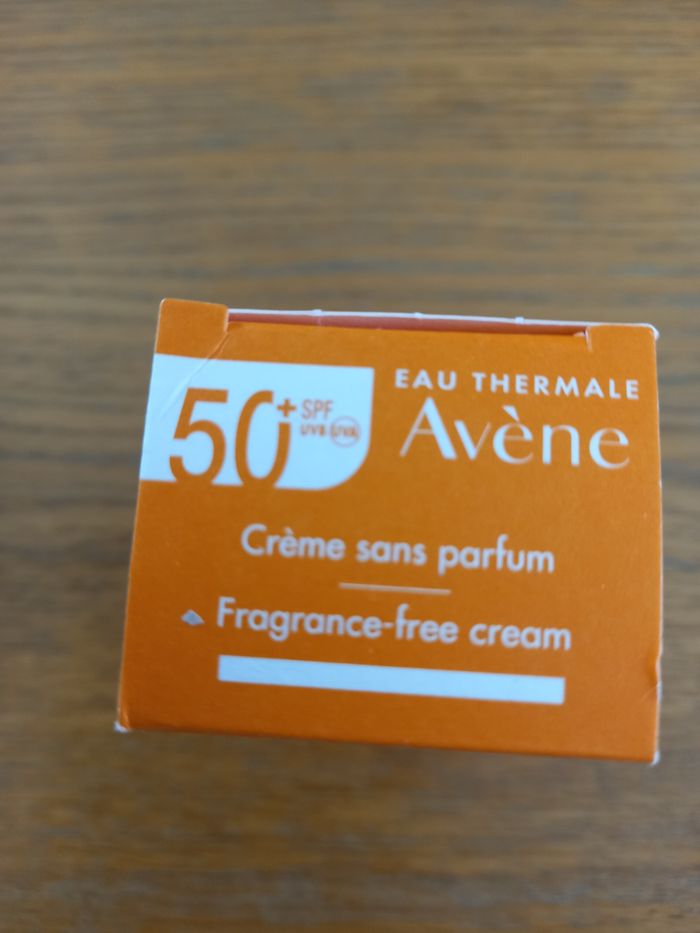 50+ SPF
UVB UVA
EAU THERMALE
Avène
Crème sans parfum
Fragrance-free cream